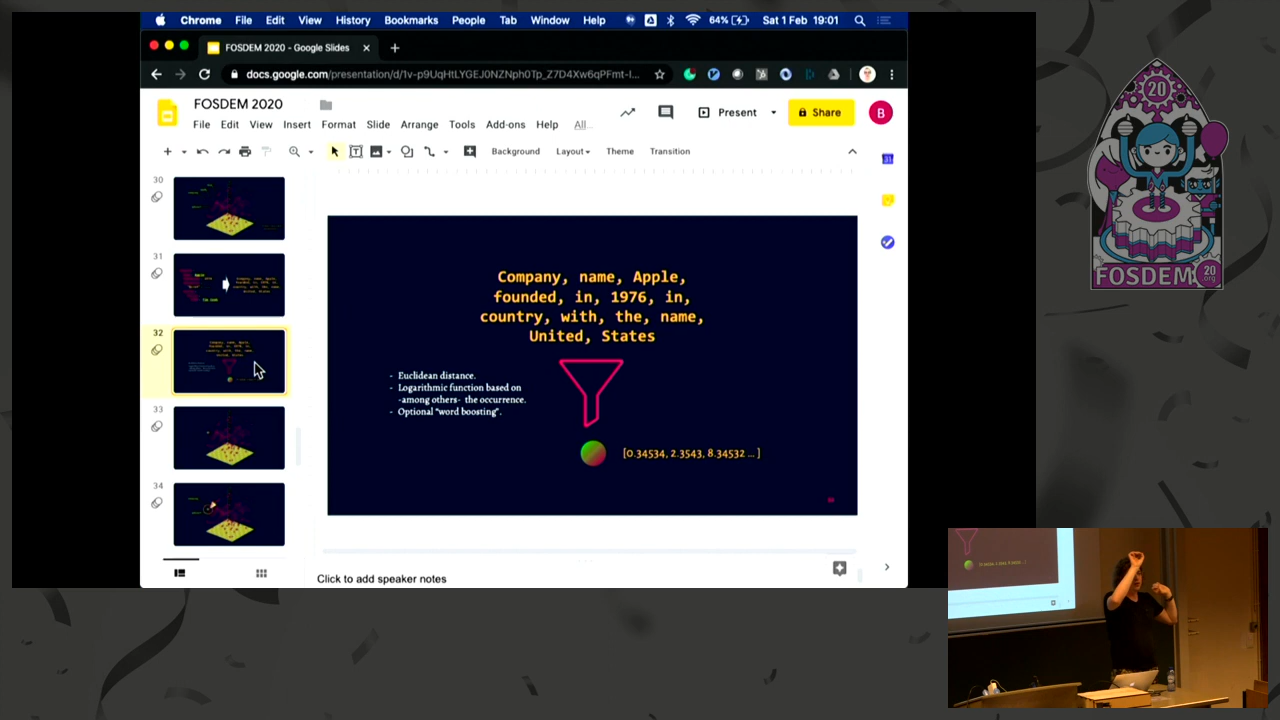 Chrome File Edit View History Bookmarks People Tab Window Help 64% Sat 1 Feb 19:01
FOSDEM 2020 - Google Slides
docs.google.com/presentation/d/1v-p9UqHtLYGEJ0NZNph0Tp_Z7D4Xw6qPFmt-I...
FOSDEM 2020
File Edit View Insert Format Slide Arrange Tools Add-ons Help All...
Present
Share
B
Background Layout Theme Transition
31
30
31
32
33
34
Company, name, Apple,
founded, in, 1976, in,
country, with, the, name,
United, States
- Euclidean distance.
- Logarithmic function based on
-among others- the occurrence.
- Optional "word boosting".
[0.34534, 2.3543, 8.34532 ... ]
Click to add speaker notes
20
FOSDEM
20
.org